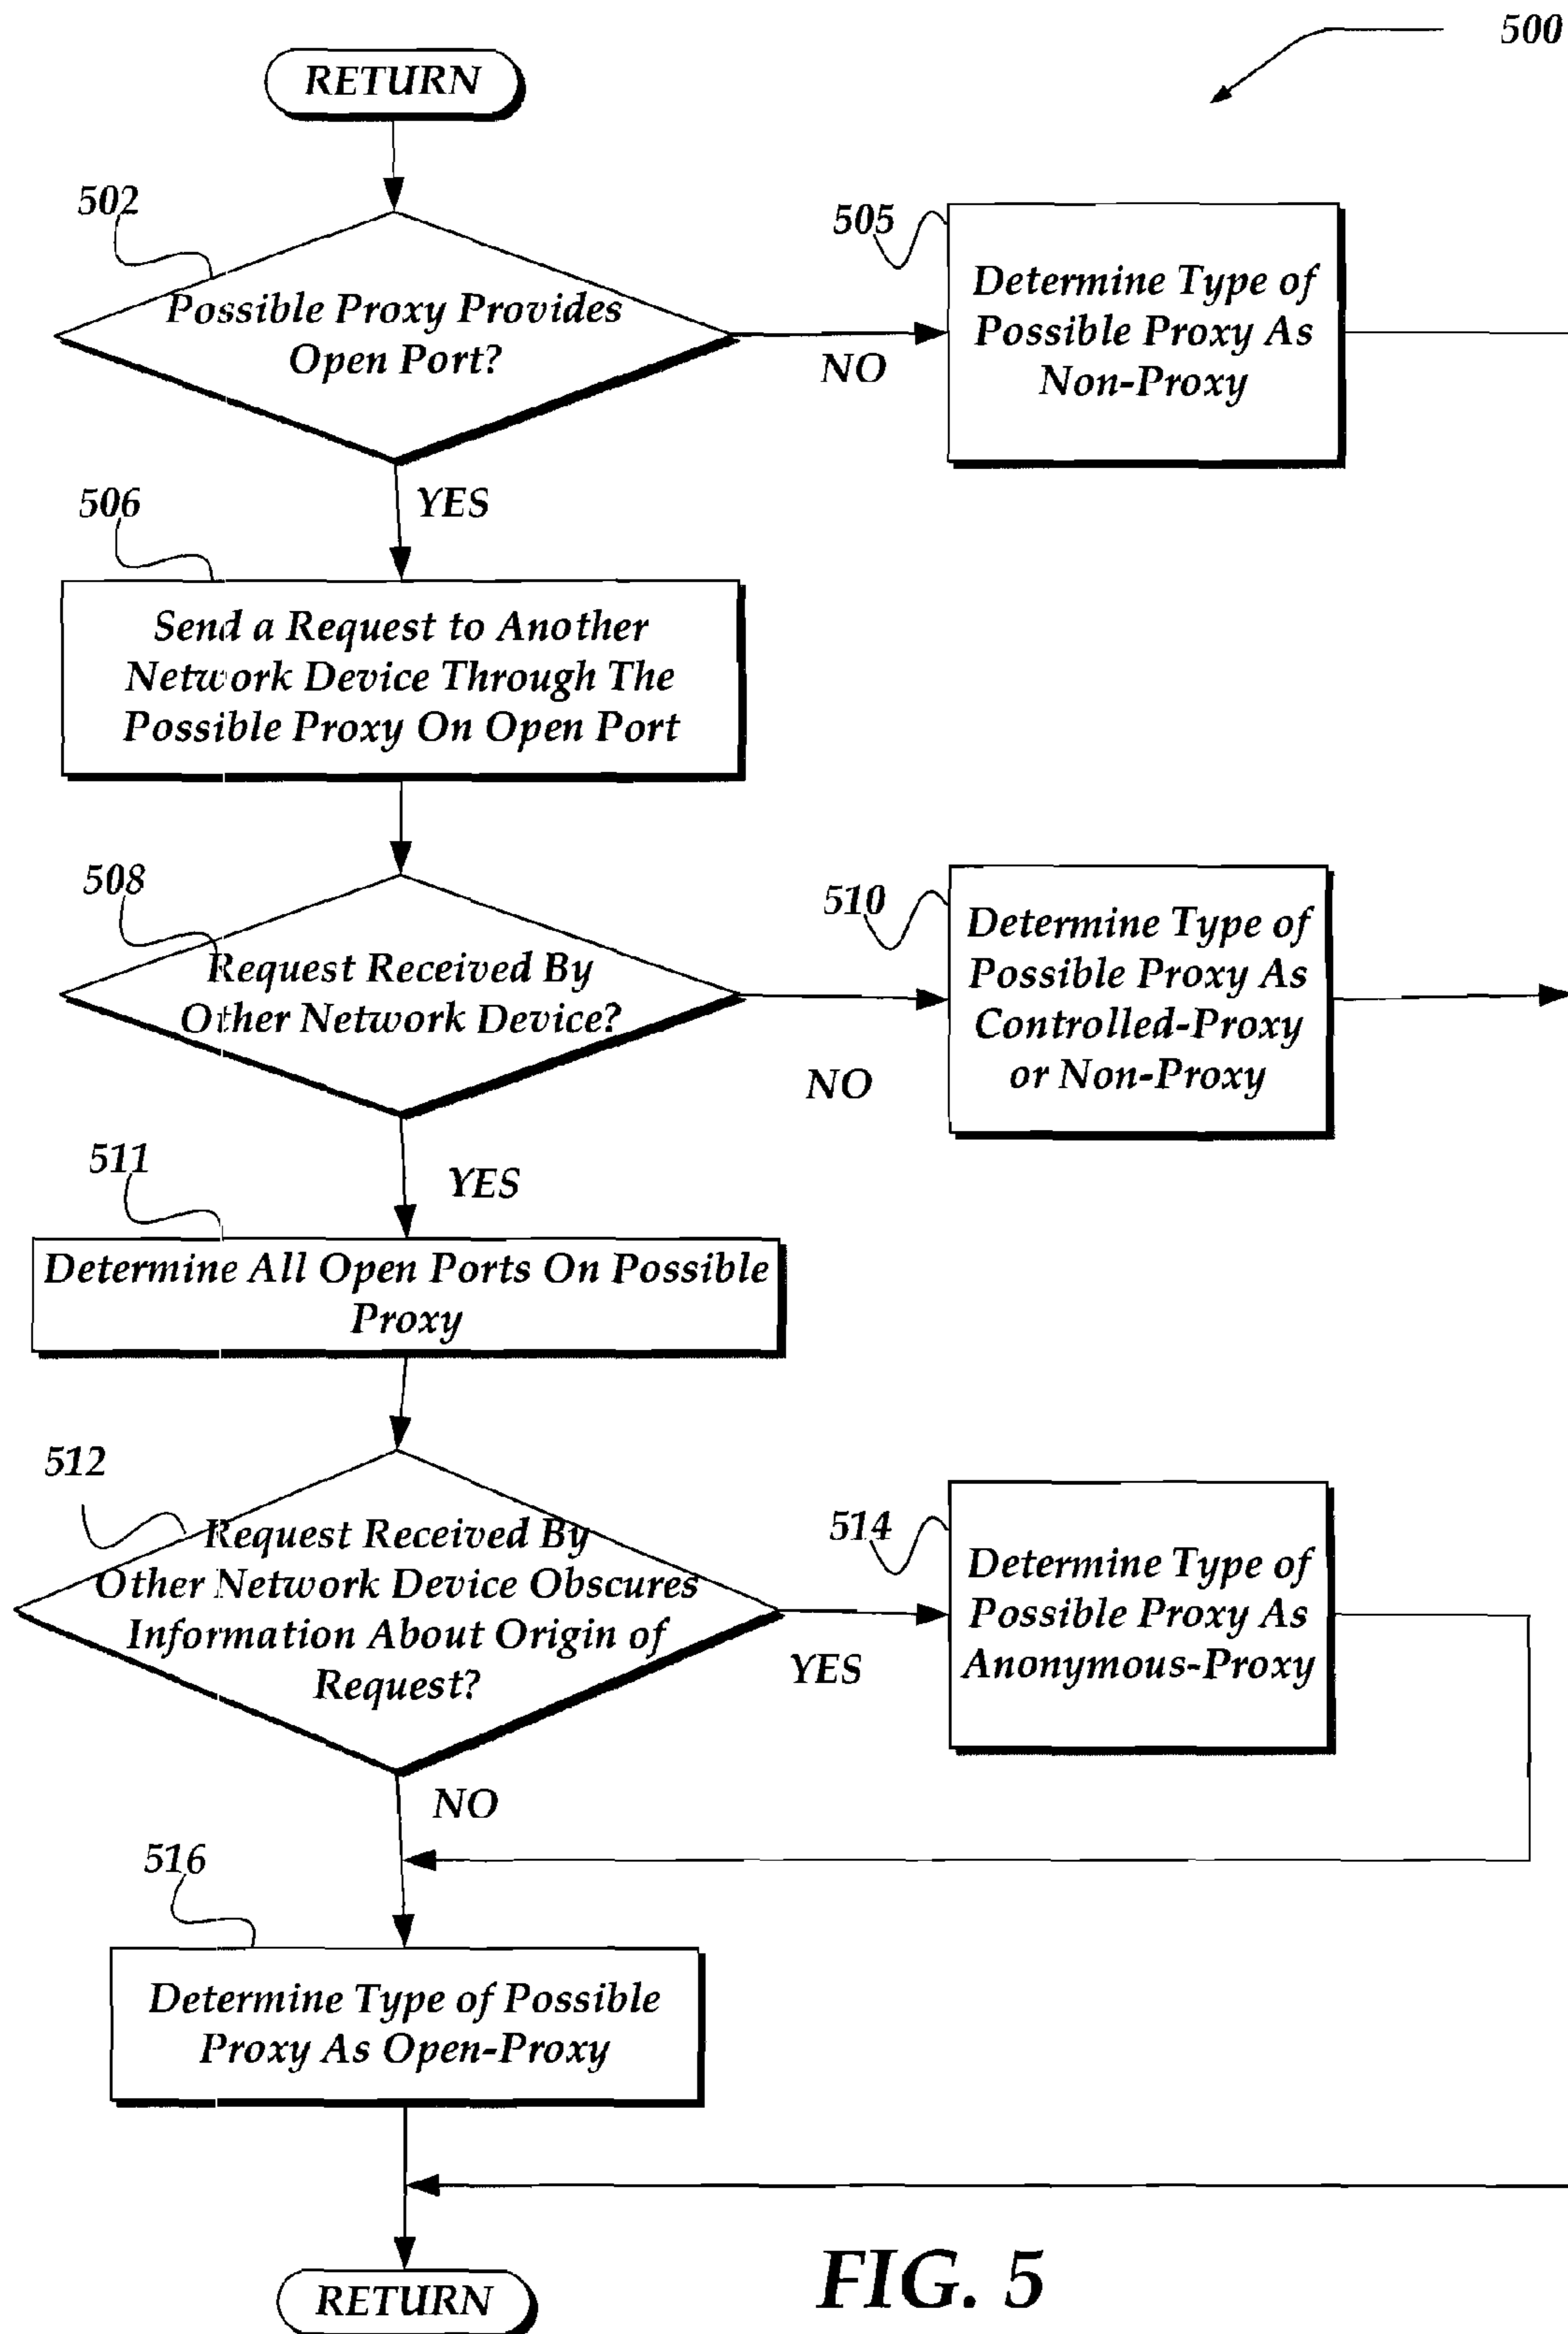 500
RETURN
502
Possible Proxy Provides
Open Port?
NO
505
Determine Type of
Possible Proxy As
Non-Proxy
YES
506
Send a Request to Another
Network Device Through The
Possible Proxy On Open Port
508
Request Received By
Other Network Device?
NO
510
Determine Type of
Possible Proxy As
Controlled-Proxy
or Non-Proxy
YES
511
Determine All Open Ports On Possible
Proxy
512
Request Received By
Other Network Device Obscures
Information About Origin of
Request?
YES
514
Determine Type of
Possible Proxy As
Anonymous-Proxy
NO
516
Determine Type of Possible
Proxy As Open-Proxy
RETURN
FIG. 5